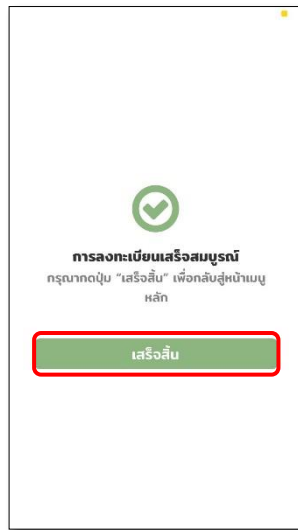 การลงทะเบียนเสร็จสมบูรณ์
กรุณากดปุ่ม “เสร็จสิ้น” เพื่อกลับสู่หน้าเมนู
หลัก
เสร็จสิ้น